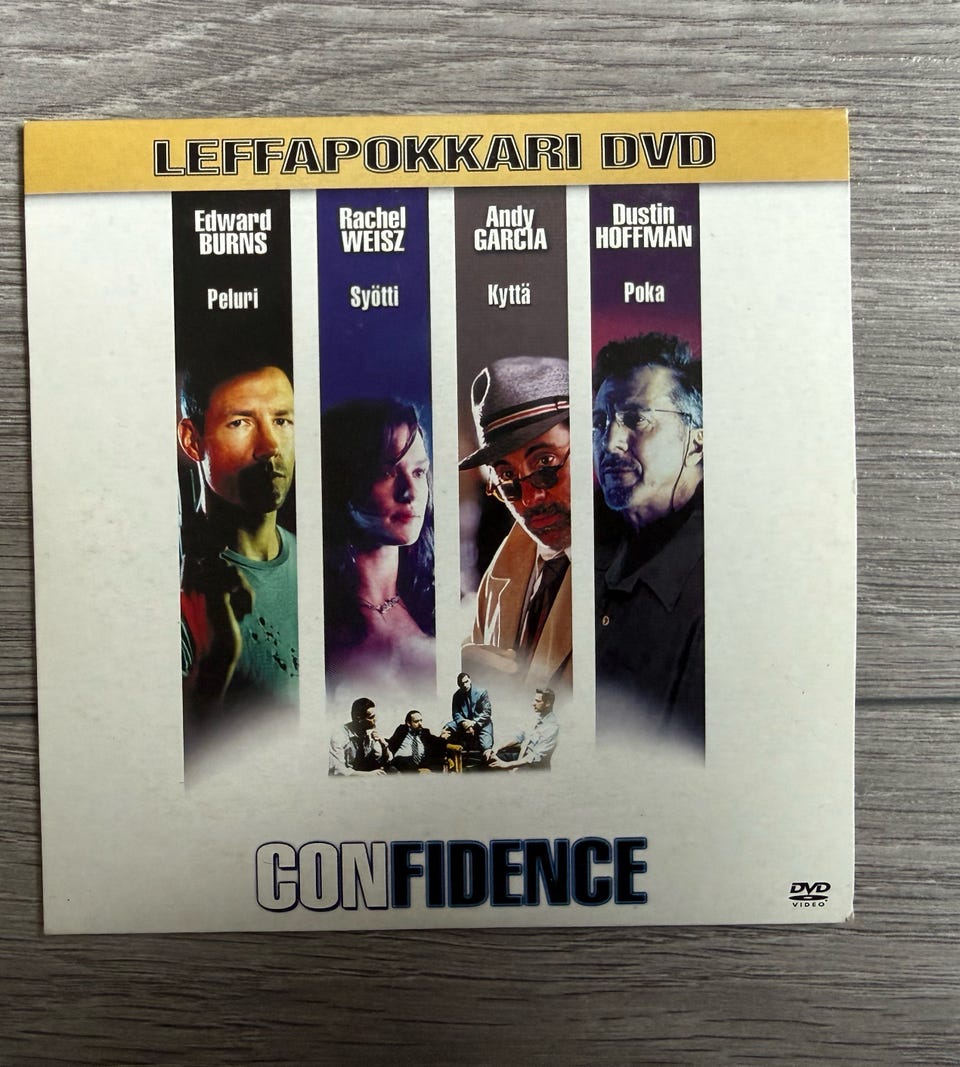 LEFFAPOKKARI DVD
Edward
BURNS
Peluri
Rachel
WEISZ
Syötti
Andy
GARCIA
Kyttä
Dustin
HOFFMAN
Poka
CONFIDENCE
DVD
VIDEO